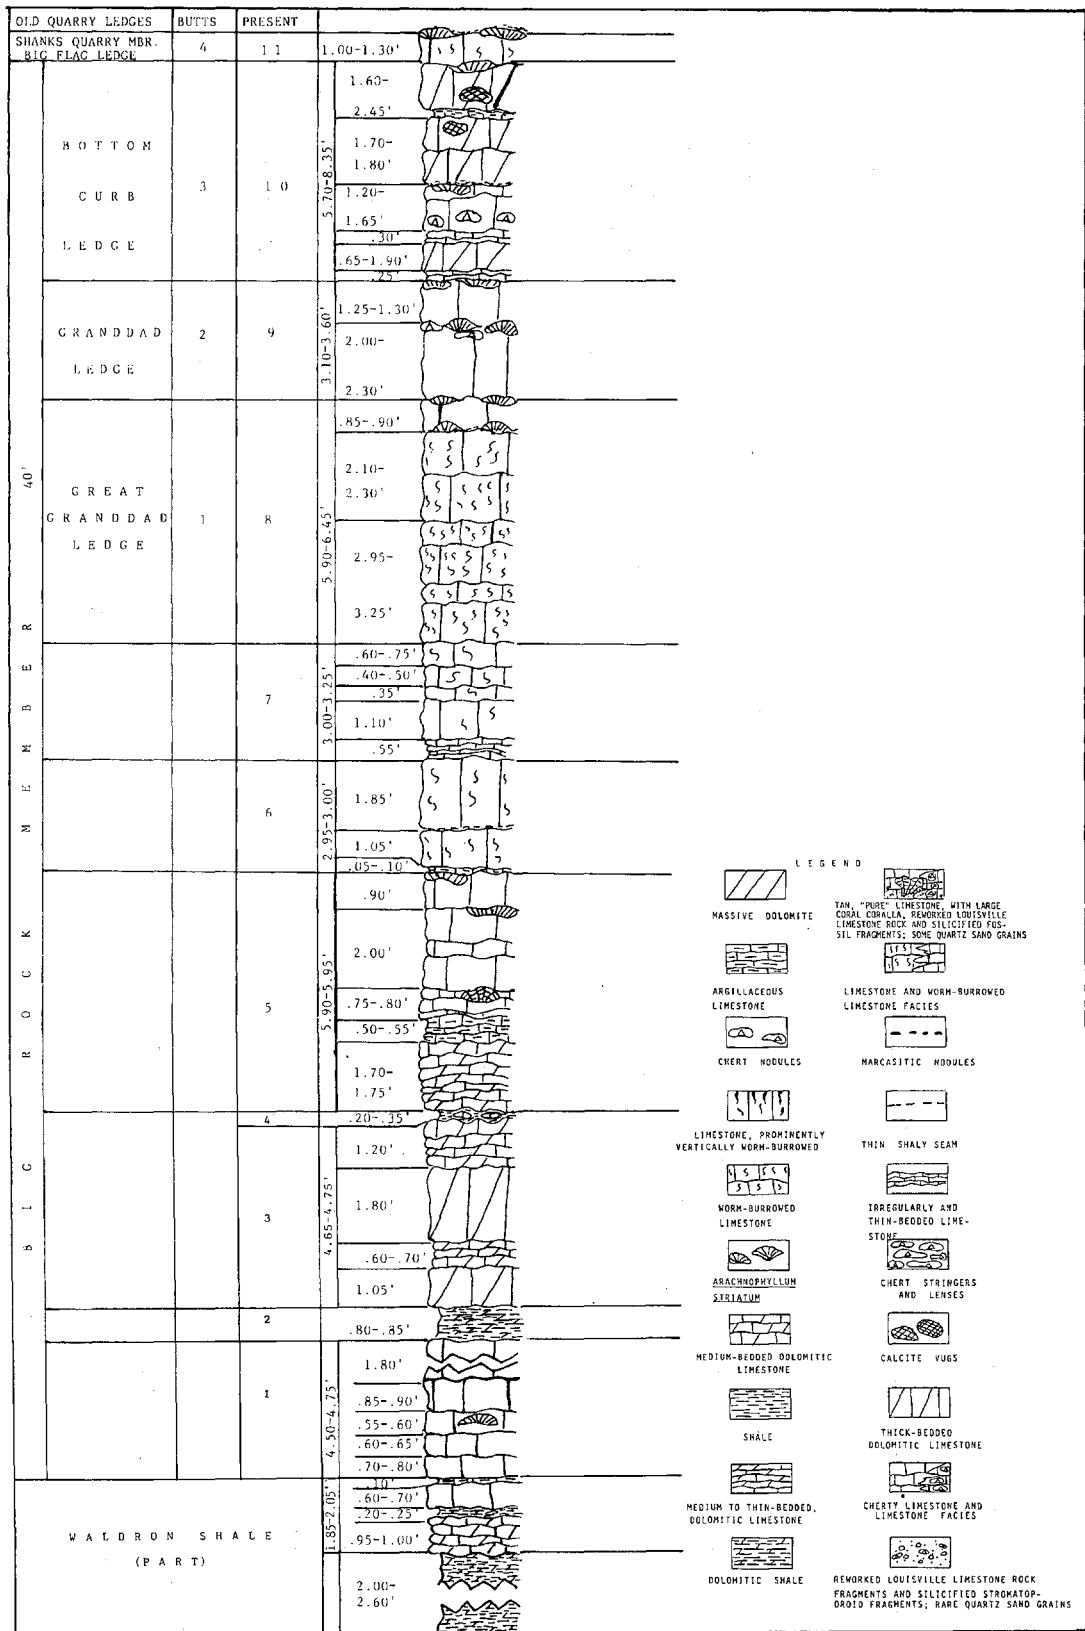 OLD QUARRY LEDGES BUTTS PRESENT
SHANKS QUARRY MBR.
BIG FLAG LEDGE 4 11 1.00-1.30'
1.60-
2.45'
BOTTOM
CURB
LEDGE
3 10 5.70-8.35'
1.70-
1.80'
1.20-
1.65'
.30'
.65-1.90'
.25'
GRANDDAD
LEDGE
2 9 3.10-3.60'
1.25-1.30'
2.00-
2.30'
GREAT
GRANDDAD
LEDGE
1 8 5.90-6.45'
.85-.90'
2.10-
2.30'
2.95-
3.25'
7 3.00-3.25'
.60-.75'
.40-.50'
.35'
1.10'
.55'
6 2.95-3.00'
1.85'
1.05'
.05-.10'
5 5.90-5.95'
.90'
2.00'
.75-.80'
.50-.55'
1.70-
1.75'
4 .20-.35'
3 4.65-4.75'
1.20'
1.80'
.60-.70'
1.05'
2 .80-.85'
1 4.50-4.75'
1.80'
.85-.90'
.55-.60'
.60-.65'
.70-.80'
BIG ROCK MEMBER 40'
WALDRON SHALE
(PART)
1.85-2.05'
.10'
.60-.70'
.20-.25'
.95-1.00'
2.00-
2.60'
LEGEND
MASSIVE DOLOMITE
TAN, "PURE" LIMESTONE, WITH LARGE
CORAL CORALLA, REWORKED LOUISVILLE
LIMESTONE ROCK AND SILICIFIED FOS-
SIL FRAGMENTS; SOME QUARTZ SAND GRAINS
ARGILLACEOUS
LIMESTONE
LIMESTONE AND WORM-BURROWED
LIMESTONE FACIES
CHERT NODULES
MARCASITIC NODULES
LIMESTONE, PROMINENTLY
VERTICALLY WORM-BURROWED
THIN SHALY SEAM
WORM-BURROWED
LIMESTONE
IRREGULARLY AND
THIN-BEDDED LIME-
STONE
ARACHNOPHYLLUM
STRIATUM
CHERT STRINGERS
AND LENSES
MEDIUM-BEDDED DOLOMITIC
LIMESTONE
CALCITE VUGS
SHALE
THICK-BEDDED
DOLOMITIC LIMESTONE
MEDIUM TO THIN-BEDDED,
DOLOMITIC LIMESTONE
CHERTY LIMESTONE AND
LIMESTONE FACIES
DOLOMITIC SHALE
REWORKED LOUISVILLE LIMESTONE ROCK
FRAGMENTS AND SILICIFIED STROMATOP-
OROID FRAGMENTS; RARE QUARTZ SAND GRAINS